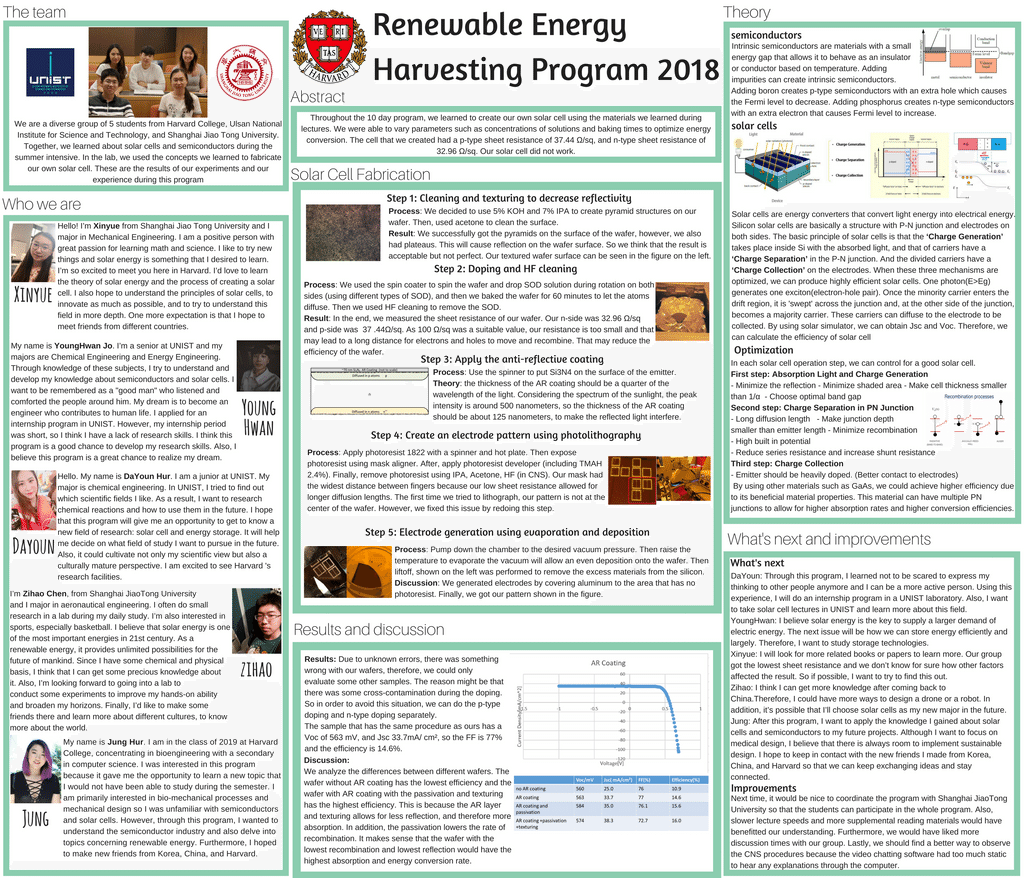 The team
UNIST
We are a diverse group of 5 students from Harvard College, Ulsan National
Institute for Science and Technology, and Shanghai Jiao Tong University.
Together, we learned about solar cells and semiconductors during the
summer intensive. In the lab, we used the concepts we learned to fabricate
our own solar cell. These are the results of our experiments and our
experience during this program
Who we are
Hello! I'm Xinyue from Shanghai Jiao Tong University and I
major in Mechanical Engineering. I am a positive person with
great passion for learning math and science. I like to try new
things and solar energy is something that I desired to learn.
I'm so excited to meet you here in Harvard. I'd love to learn
the theory of solar energy and the process of creating a solar
cell. I also hope to understand the principles of solar cells, to
innovate as much as possible, and to try to understand this
field in more depth. One more expectation is that I hope to
meet friends from different countries.
XINYUE
My name is YoungHwan Jo. I'm a senior at UNIST and my
majors are Chemical Engineering and Energy Engineering.
Through knowledge of these subjects, I try to understand and
develop my knowledge about semiconductors and solar cells. I
want to be remembered as a "good man" who listened and
comforted the people around him. My dream is to become an
engineer who contributes to human life. I applied for an
internship program in UNIST. However, my internship period
was short, so I think I have a lack of research skills. I think this
program is a good chance to develop my research skills. Also, I
believe this program is a great chance to realize my dream.
YOUNG
HWAN
Hello. My name is DaYoun Hur. I am a junior at UNIST. My
major is chemical engineering. In UNIST, I tried to find out
which scientific fields I like. As a result, I want to research
chemical reactions and how to use them in the future. I hope
that this program will give me an opportunity to get to know a
new field of research: solar cell and energy storage. It will help
me decide on what field of study I want to pursue in the future.
Also, it could cultivate not only my scientific view but also a
culturally mature perspective. I am excited to see Harvard 's
research facilities.
DAYOUN
I'm Zihao Chen, from Shanghai JiaoTong University
and I major in aeronautical engineering. I often do small
research in a lab during my daily study. I'm also interested in
sports, especially basketball. I believe that solar energy is one
of the most important energies in 21st century. As a
renewable energy, it provides unlimited possibilities for the
future of mankind. Since I have some chemical and physical
basis, I think that I can get some precious knowledge about
it. Also, I'm looking forward to going into a lab to
conduct some experiments to improve my hands-on ability
and broaden my horizons. Finally, I'd like to make some
friends there and learn more about different cultures, to know
more about the world.
ZIHAO
My name is Jung Hur. I am in the class of 2019 at Harvard
College, concentrating in bioengineering with a secondary
in computer science. I was interested in this program
because it gave me the opportunity to learn a new topic that
I would not have been able to study during the semester. I
am primarily interested in bio-mechanical processes and
mechanical design so I was unfamiliar with semiconductors
and solar cells. However, through this program, I wanted to
understand the semiconductor industry and also delve into
topics concerning renewable energy. Furthermore, I hoped
to make new friends from Korea, China, and Harvard.
JUNG
VE RI
TAS
HARVARD
Renewable Energy
Harvesting Program 2018
Abstract
Throughout the 10 day program, we learned to create our own solar cell using the materials we learned during
lectures. We were able to vary parameters such as concentrations of solutions and baking times to optimize energy
conversion. The cell that we created had a p-type sheet resistance of 37.44 Ω/sq, and n-type sheet resistance of
32.96 Ω/sq. Our solar cell did not work.
Solar Cell Fabrication
Step 1: Cleaning and texturing to decrease reflectivity
Process: We decided to use 5% KOH and 7% IPA to create pyramid structures on our
wafer. Then, used acetone to clean the surface.
Result: We successfully got the pyramids on the surface of the wafer, however, we also
had plateaus. This will cause reflection on the wafer surface. So we think that the result is
acceptable but not perfect. Our textured wafer surface can be seen in the figure on the left.
Step 2: Doping and HF cleaning
Process: We used the spin coater to spin the wafer and drop SOD solution during rotation on both
sides (using different types of SOD), and then we baked the wafer for 60 minutes to let the atoms
diffuse. Then we used HF cleaning to remove the SOD.
Result: In the end, we measured the sheet resistance of our wafer. Our n-side was 32.96 Ω/sq
and p-side was 37 .44Ω/sq. As 100 Ω/sq was a suitable value, our resistance is too small and that
may lead to a long distance for electrons and holes to move and recombine. That may reduce the
efficiency of the wafer.
Step 3: Apply the anti-reflective coating
Process: Use the spinner to put Si3N4 on the surface of the emitter.
Theory: the thickness of the AR coating should be a quarter of the
wavelength of the light. Considering the spectrum of the sunlight, the peak
intensity is around 500 nanometers, so the thickness of the AR coating
should be about 125 nanometers, to make the reflected light interfere.
Step 4: Create an electrode pattern using photolithography
Process: Apply photoresist 1822 with a spinner and hot plate. Then expose
photoresist using mask aligner. After, apply photoresist developer (including TMAH
2.4%). Finally, remove photoresist using IPA, Acetone, HF (in CNS). Our mask had
the widest distance between fingers because our low sheet resistance allowed for
longer diffusion lengths. The first time we tried to lithograph, our pattern is not at the
center of the wafer. However, we fixed this issue by redoing this step.
Step 5: Electrode generation using evaporation and deposition
Process: Pump down the chamber to the desired vacuum pressure. Then raise the
temperature to evaporate the vacuum will allow an even deposition onto the wafer. Then
liftoff, shown on the left was performed to remove the excess materials from the silicon.
Discussion: We generated electrodes by covering aluminum to the area that has no
photoresist. Finally, we got our pattern shown in the figure.
Results and discussion
Results: Due to unknown errors, there was something
wrong with our wafers, therefore, we could only
evaluate some other samples. The reason might be that
there was some cross-contamination during the doping.
So in order to avoid this situation, we can do the p-type
doping and n-type doping separately.
The sample that has the same procedure as ours has a
Voc of 563 mV, and Jsc 33.7mA/ cm², so the FF is 77%
and the efficiency is 14.6%.
Discussion:
We analyze the differences between different wafers. The
wafer without AR coating has the lowest efficiency and the
wafer with AR coating with the passivation and texturing
has the highest efficiency. This is because the AR layer
and texturing allows for less reflection, and therefore more
absorption. In addition, the passivation lowers the rate of
recombination. It makes sense that the wafer with the
lowest recombination and lowest reflection would have the
highest absorption and energy conversion rate.
AR Coating
Current Density[mA/cm^2]
Voltage[V]
Voc/mV Jsc( mA/cm²) FF(%) Efficiency(%)
no AR coating 560 25.0 76 10.9
AR coating 563 33.7 77 14.6
AR coating and passivation 584 35.0 76.1 15.6
AR coating +passivation +texturing 574 38.3 72.7 16.0
Theory
semiconductors
Intrinsic semiconductors are materials with a small
energy gap that allows it to behave as an insulator
or conductor based on temperature. Adding
impurities can create intrinsic semiconductors.
Adding boron creates p-type semiconductors with an extra hole which causes
the Fermi level to decrease. Adding phosphorus creates n-type semiconductors
with an extra electron that causes Fermi level to increase.
solar cells
Charge Generation
Charge Separation
Charge Collection
Solar cells are energy converters that convert light energy into electrical energy.
Silicon solar cells are basically a structure with P-N junction and electrodes on
both sides. The basic principle of solar cells is that the 'Charge Generation'
takes place inside Si with the absorbed light, and that of carriers have a
'Charge Separation' in the P-N junction. And the divided carriers have a
'Charge Collection' on the electrodes. When these three mechanisms are
optimized, we can produce highly efficient solar cells. One photon(E>Eg)
generates one exciton(electron-hole pair). Once the minority carrier enters the
drift region, it is 'swept' across the junction and, at the other side of the junction,
becomes a majority carrier. These carriers can diffuse to the electrode to be
collected. By using solar simulator, we can obtain Jsc and Voc. Therefore, we
can calculate the efficiency of solar cell
Optimization
In each solar cell operation step, we can control for a good solar cell.
First step: Absorption Light and Charge Generation
- Minimize the reflection - Minimize shaded area - Make cell thickness smaller
than 1/α - Choose optimal band gap
Second step: Charge Separation in PN Junction
- Long diffusion length - Make junction depth
smaller than emitter length - Minimize recombination
- High built in potential
- Reduce series resistance and increase shunt resistance
Recombination processes
Third step: Charge Collection
- Emitter should be heavily doped. (Better contact to electrodes)
By using other materials such as GaAs, we could achieve higher efficiency due
to its beneficial material properties. This material can have multiple PN
junctions to allow for higher absorption rates and higher conversion efficiencies.
What's next and improvements
What's next
DaYoun: Through this program, I learned not to be scared to express my
thinking to other people anymore and I can be a more active person. Using this
experience, I will do an internship program in a UNIST laboratory. Also, I want
to take solar cell lectures in UNIST and learn more about this field.
YoungHwan: I believe solar energy is the key to supply a larger demand of
electric energy. The next issue will be how we can store energy efficiently and
largely. Therefore, I want to study storage technologies.
Xinyue: I will look for more related books or papers to learn more. Our group
got the lowest sheet resistance and we don't know for sure how other factors
affected the result. So if possible, I want to try to find this out.
Zihao: I think I can get more knowledge after coming back to
China.Therefore, I could have more ways to design a drone or a robot. In
addition, it's possible that I'll choose solar cells as my new major in the future.
Jung: After this program, I want to apply the knowledge I gained about solar
cells and semiconductors to my future projects. Although I want to focus on
medical design, I believe that there is always room to implement sustainable
design. I hope to keep in contact with the new friends I made from Korea,
China, and Harvard so that we can keep exchanging ideas and stay
connected.
Improvements
Next time, it would be nice to coordinate the program with Shanghai JiaoTong
University so that the students can participate in the whole program. Also,
slower lecture speeds and more supplemental reading materials would have
benefitted our understanding. Furthermore, we would have liked more
discussion times with our group. Lastly, we should find a better way to observe
the CNS procedures because the video chatting software had too much static
to hear any explanations through the computer.